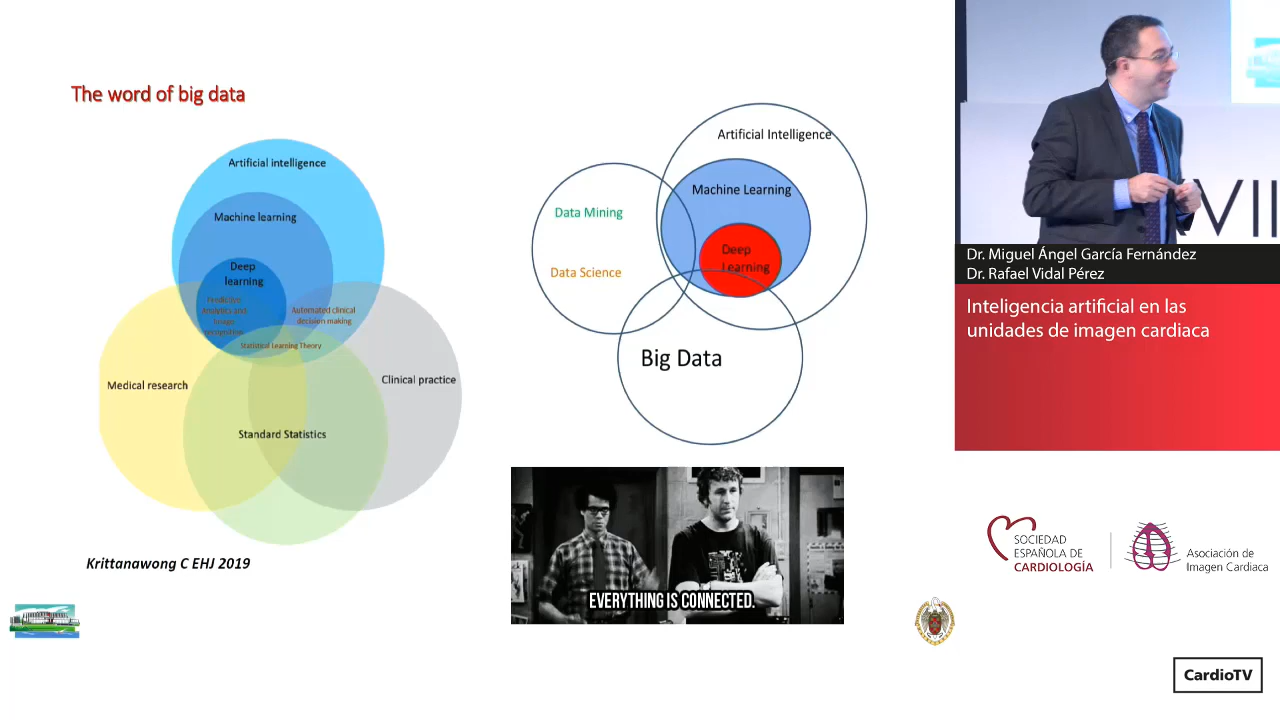 The word of big data
Artificial intelligence
Machine learning
Deep
learning
Predictive
Analytics and
Image
recognition
Automated clinical
decision making
Statistical Learning Theory
Medical research
Clinical practice
Standard Statistics
Krittanawong C EHJ 2019
Artificial Intelligence
Machine Learning
Data Mining
Deep
Learning
Data Science
Big Data
EVERYTHING IS CONNECTED.
VII
Dr. Miguel Ángel García Fernández
Dr. Rafael Vidal Pérez
Inteligencia artificial en las
unidades de imagen cardiaca
SOCIEDAD
ESPAÑOLA DE
CARDIOLOGÍA
Asociación de
Imagen Cardiaca
CardioTV